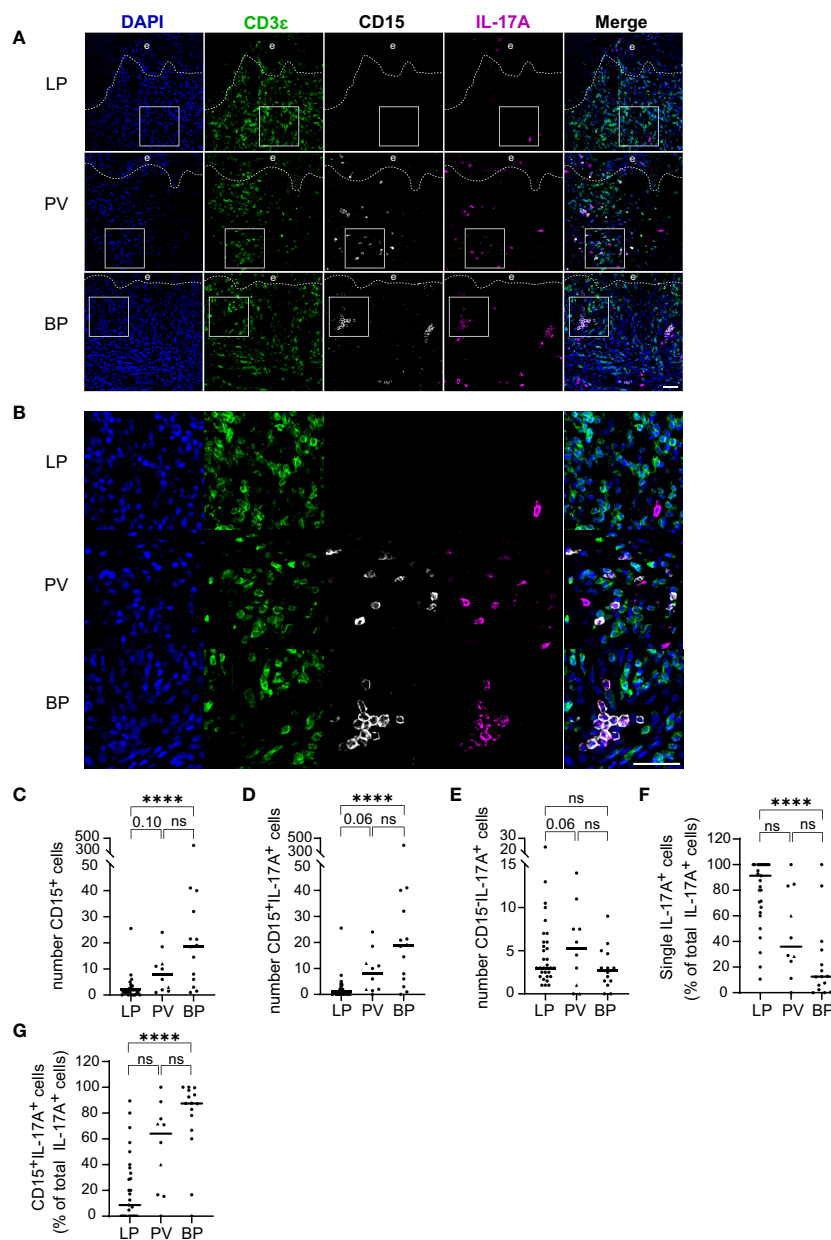 DAPI CD3ε CD15 IL-17A Merge
A
e e e e e
LP
e e e e e
PV
e e e e e
BP
B
LP
PV
BP
C
****
0.10 ns
number CD15+ cells
500
300
50
40
30
20
10
0
LP PV BP
D
****
0.06 ns
number CD15+IL-17A+ cells
500
300
50
40
30
20
10
0
LP PV BP
E
ns
0.06 ns
number CD15-IL-17A+ cells
30
20
15
10
5
0
LP PV BP
F
****
ns ns
Single IL-17A+ cells
(% of total IL-17A+ cells)
120
100
80
60
40
20
0
LP PV BP
G
****
ns ns
CD15+IL-17A+ cells
(% of total IL-17A+ cells)
120
100
80
60
40
20
0
LP PV BP